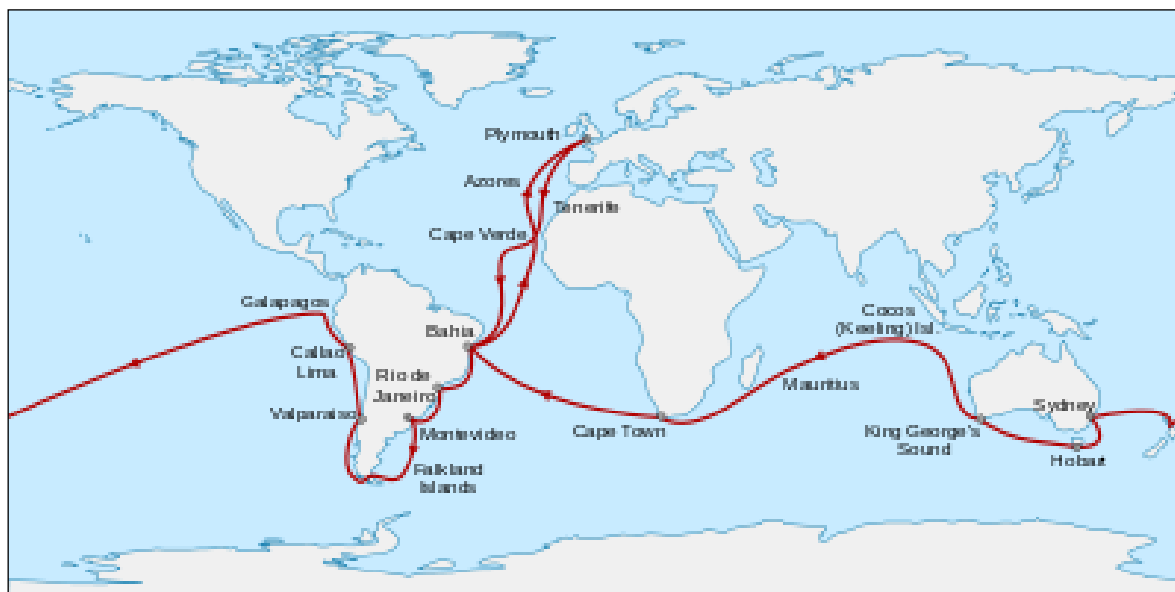 Plymouth
Azores
Tenerife
Cape Verde
Galapagos
Bahia
Callao
Lima
Rio de
Janeiro
Valparaiso
Montevideo
Falkland
Islands
Cape Town
Mauritius
Cocos
(Keeling) Isl.
King George's
Sound
Sydney
Hobart